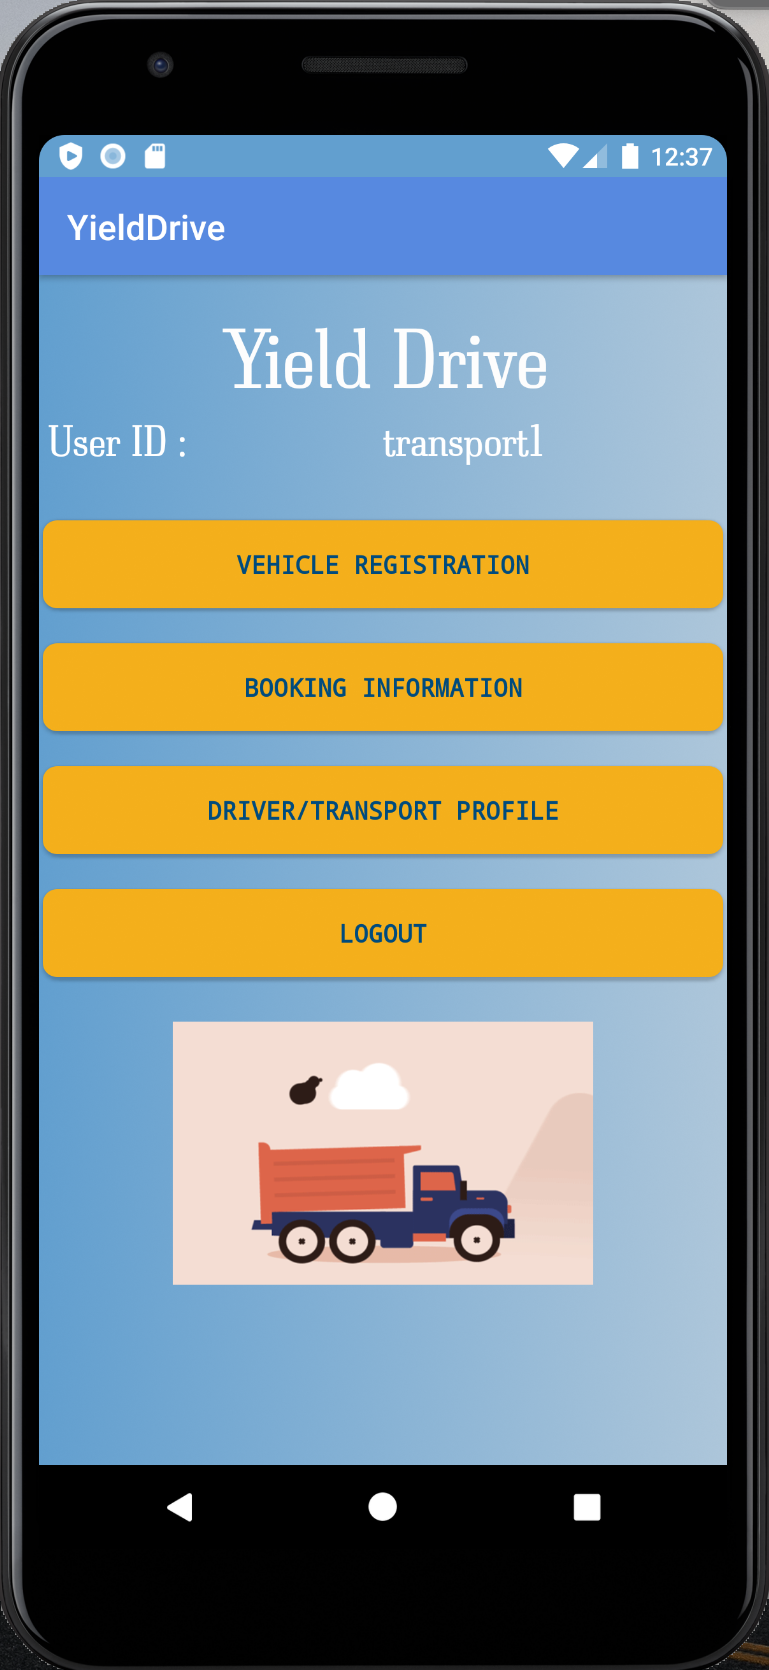 12:37
YieldDrive
Yield Drive
User ID : transport1
VEHICLE REGISTRATION
BOOKING INFORMATION
DRIVER/TRANSPORT PROFILE
LOGOUT